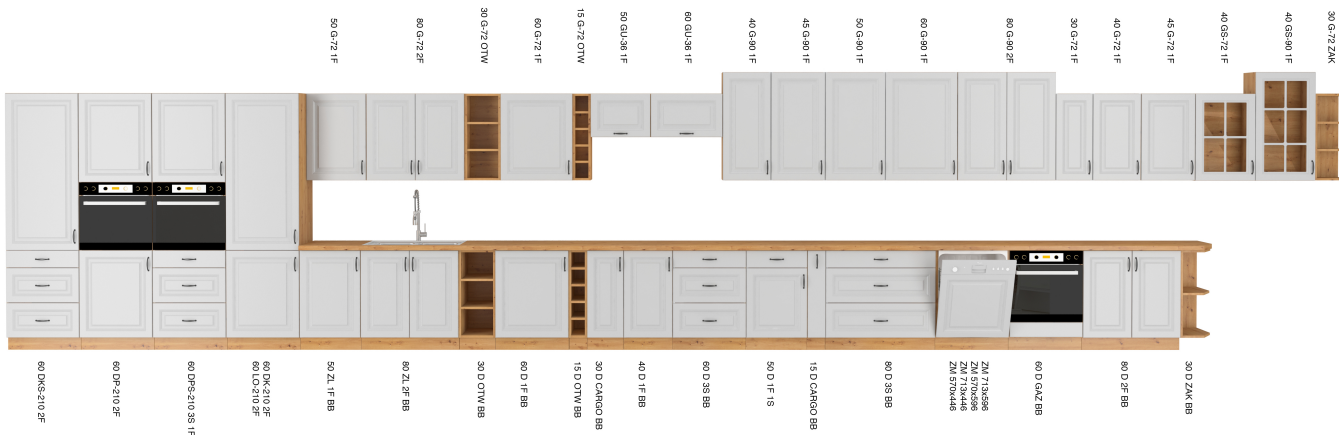 50 G-72 1F
80 G-72 2F
30 G-72 OTW
60 G-72 1F
15 G-72 OTW
50 GU-36 1F
60 GU-36 1F
40 G-90 1F
45 G-90 1F
50 G-90 1F
60 G-90 1F
80 G-90 2F
30 G-72 1F
40 G-72 1F
45 G-72 1F
40 GS-72 1F
40 GS-90 1F
30 G-72 ZAK
60 DKS-210 2F
60 DP-210 2F
60 DPS-210 3S 1F
60 DK-210 2F
60 LO-210 2F
50 ZL 1F BB
80 ZL 2F BB
30 D OTW BB
60 D 1F BB
15 D OTW BB
30 D CARGO BB
40 D 1F BB
60 D 3S BB
50 D 1F 1S
15 D CARGO BB
80 D 3S BB
ZM 713x596
ZM 570x596
ZM 713x446
ZM 570x446
60 D GAZ BB
80 D 2F BB
30 D ZAK BB